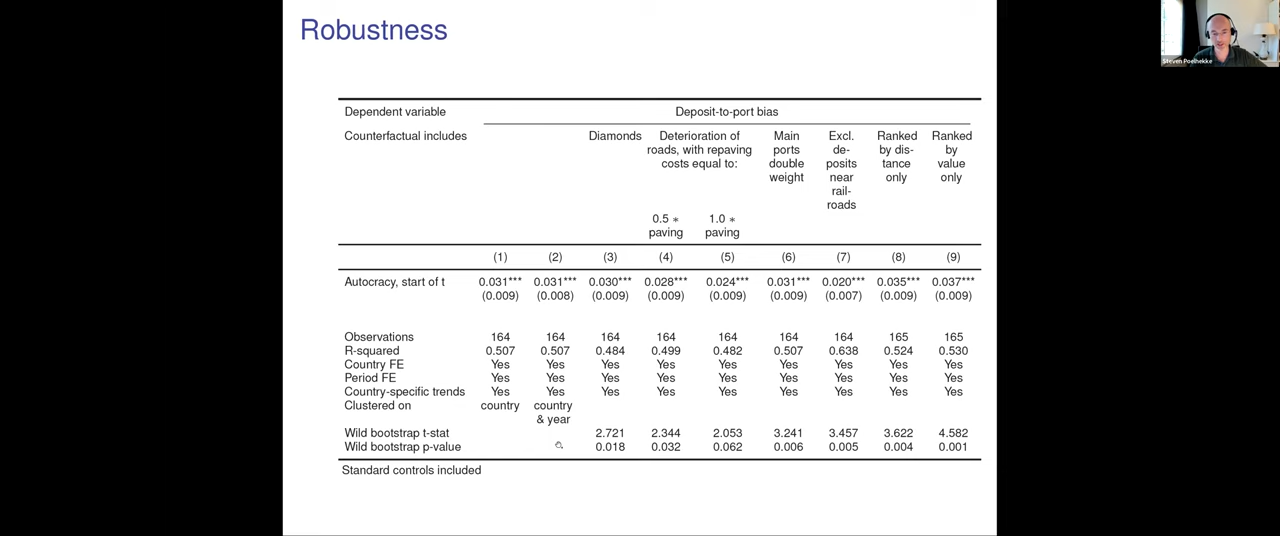 Robustness
Steven Poelhekke
Dependent variable Deposit-to-port bias
Counterfactual includes Diamonds Deterioration of Main Excl. Ranked Ranked
roads, with repaving ports de- by dis- by
costs equal to: double posits tance value
weight near only only
rail-
roads
0.5 * 1.0 *
paving paving
(1) (2) (3) (4) (5) (6) (7) (8) (9)
Autocracy, start of t 0.031*** 0.031*** 0.030*** 0.028*** 0.024*** 0.031*** 0.020*** 0.035*** 0.037***
(0.009) (0.008) (0.009) (0.009) (0.009) (0.009) (0.007) (0.009) (0.009)
Observations 164 164 164 164 164 164 164 165 165
R-squared 0.507 0.507 0.484 0.499 0.482 0.507 0.638 0.524 0.530
Country FE Yes Yes Yes Yes Yes Yes Yes Yes Yes
Period FE Yes Yes Yes Yes Yes Yes Yes Yes Yes
Country-specific trends Yes Yes Yes Yes Yes Yes Yes Yes Yes
Clustered on country country
& year
Wild bootstrap t-stat 2.721 2.344 2.053 3.241 3.457 3.622 4.582
Wild bootstrap p-value 0.018 0.032 0.062 0.006 0.005 0.004 0.001
Standard controls included